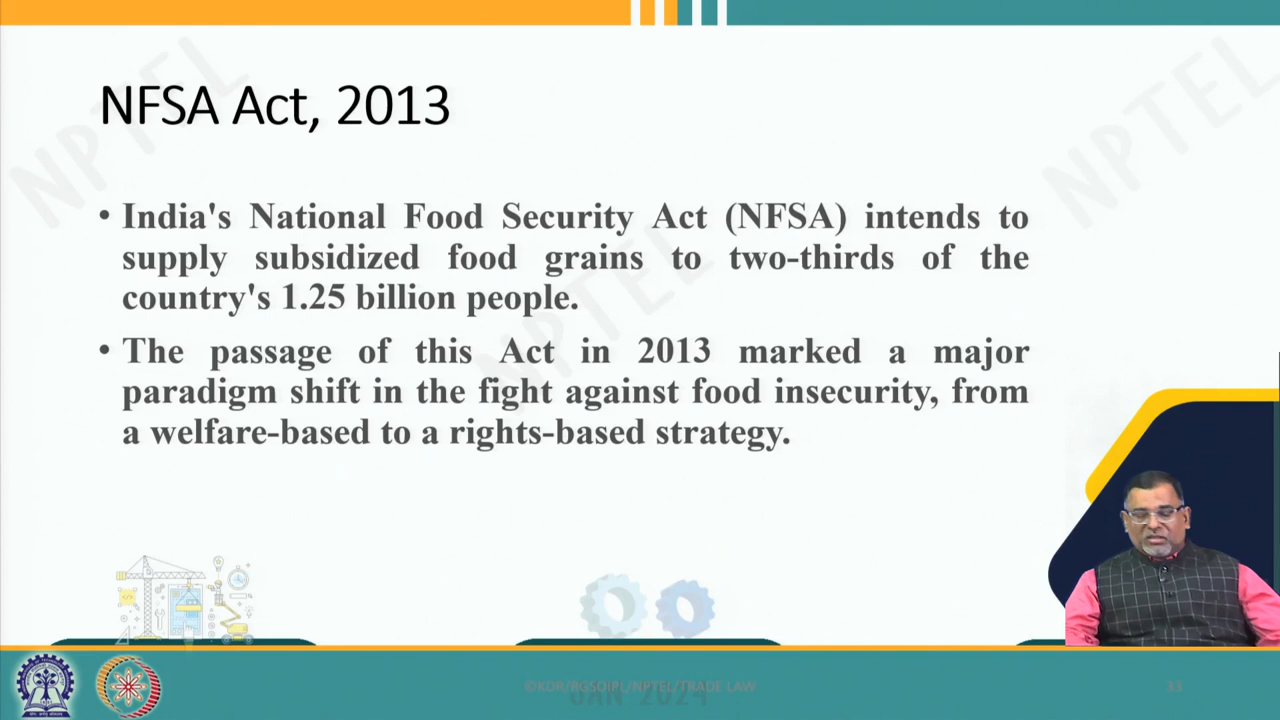 NFSA Act, 2013
• India's National Food Security Act (NFSA) intends to
supply subsidized food grains to two-thirds of the
country's 1.25 billion people.
• The passage of this Act in 2013 marked a major
paradigm shift in the fight against food insecurity, from
a welfare-based to a rights-based strategy.
NPTEL
NPTEL
NPTEL
©KDR/RGSOIPL/NPTEL/TRADE LAW
JAN 2024
33